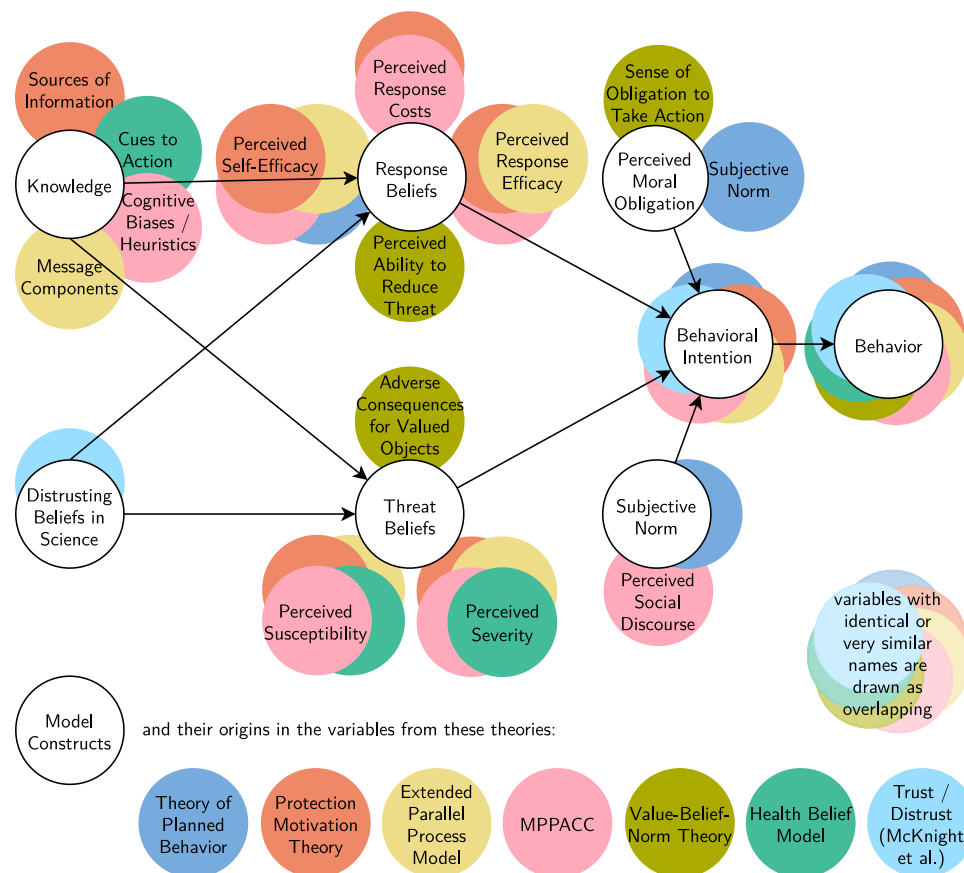 Sources of
Information
Cues to
Action
Knowledge
Cognitive
Biases /
Heuristics
Message
Components
Perceived
Self-Efficacy
Perceived
Response
Costs
Response
Beliefs
Perceived
Response
Efficacy
Perceived
Ability to
Reduce
Threat
Sense of
Obligation to
Take Action
Perceived
Moral
Obligation
Subjective
Norm
Behavioral
Intention
Behavior
Adverse
Consequences
for Valued
Objects
Distrusting
Beliefs in
Science
Threat
Beliefs
Perceived
Susceptibility
Perceived
Severity
Subjective
Norm
Perceived
Social
Discourse
variables with
identical or
very similar
names are
drawn as
overlapping
Model
Constructs
and their origins in the variables from these theories:
Theory of
Planned
Behavior
Protection
Motivation
Theory
Extended
Parallel
Process
Model
MPPACC
Value-Belief-
Norm Theory
Health Belief
Model
Trust /
Distrust
(McKnight
et al.)